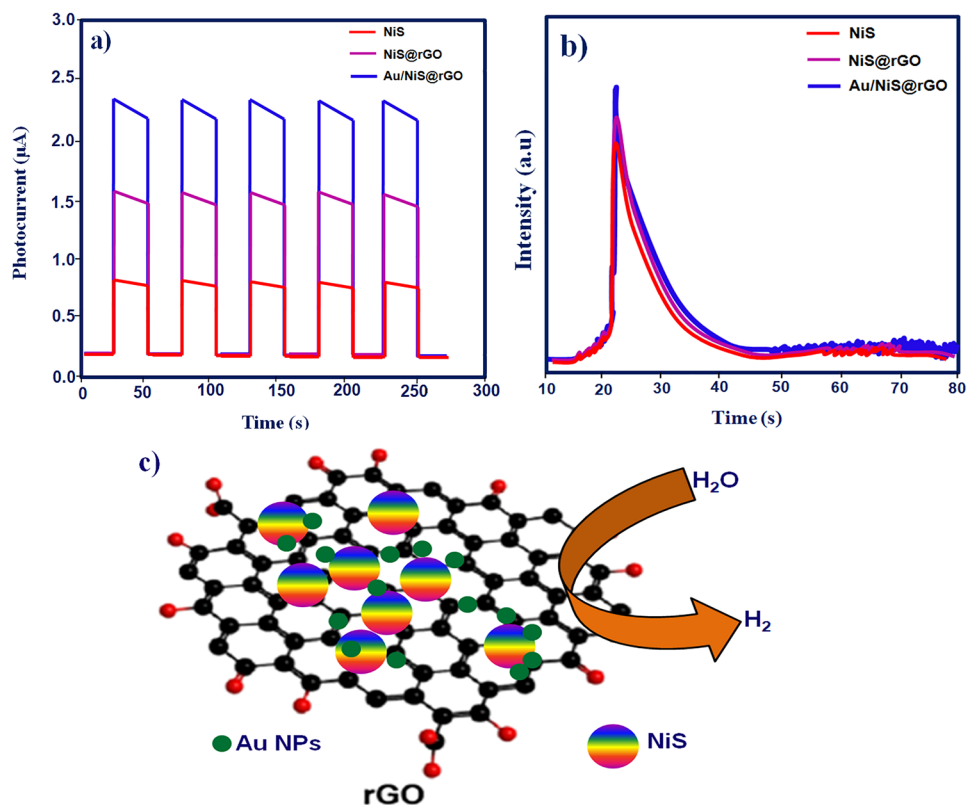 a)
NiS
NiS@rGO
Au/NiS@rGO
Photocurrent (µA)
3.0
2.5
2.0
1.5
1.0
0.5
0.0
0 50 100 150 200 250 300
Time (s)
b)
NiS
NiS@rGO
Au/NiS@rGO
Intensity (a.u)
10 20 30 40 50 60 70 80
Time (s)
c)
H₂O
H₂
Au NPs
NiS
rGO